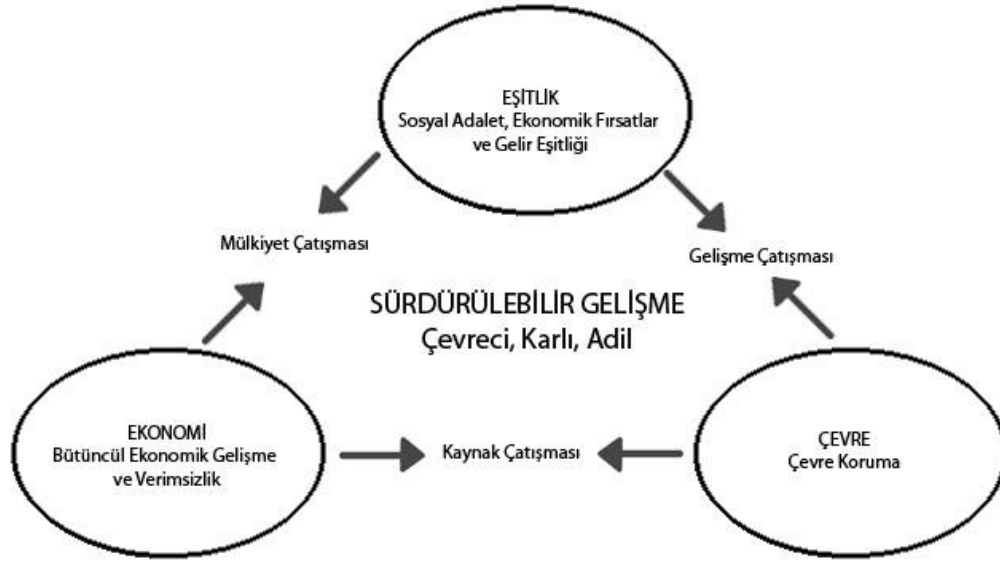 EŞİTLİK
Sosyal Adalet, Ekonomik Fırsatlar
ve Gelir Eşitliği
Mülkiyet Çatışması
Gelişme Çatışması
SÜRDÜRÜLEBİLİR GELİŞME
Çevreci, Karlı, Adil
EKONOMİ
Bütüncül Ekonomik Gelişme
ve Verimsizlik
Kaynak Çatışması
ÇEVRE
Çevre Koruma